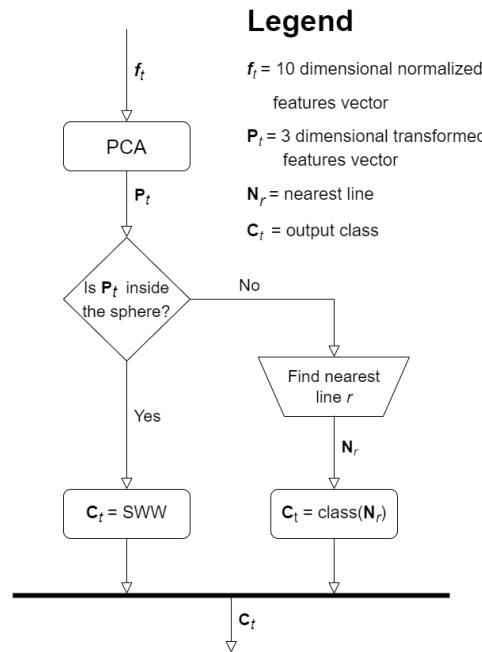 Legend
f_t = 10 dimensional normalized
features vector
P_t = 3 dimensional transformed
features vector
N_r = nearest line
C_t = output class
f_t
PCA
P_t
Is P_t inside
the sphere?
No
Find nearest
line r
Yes
N_r
C_t = SWW
C_t = class(N_r)
C_t